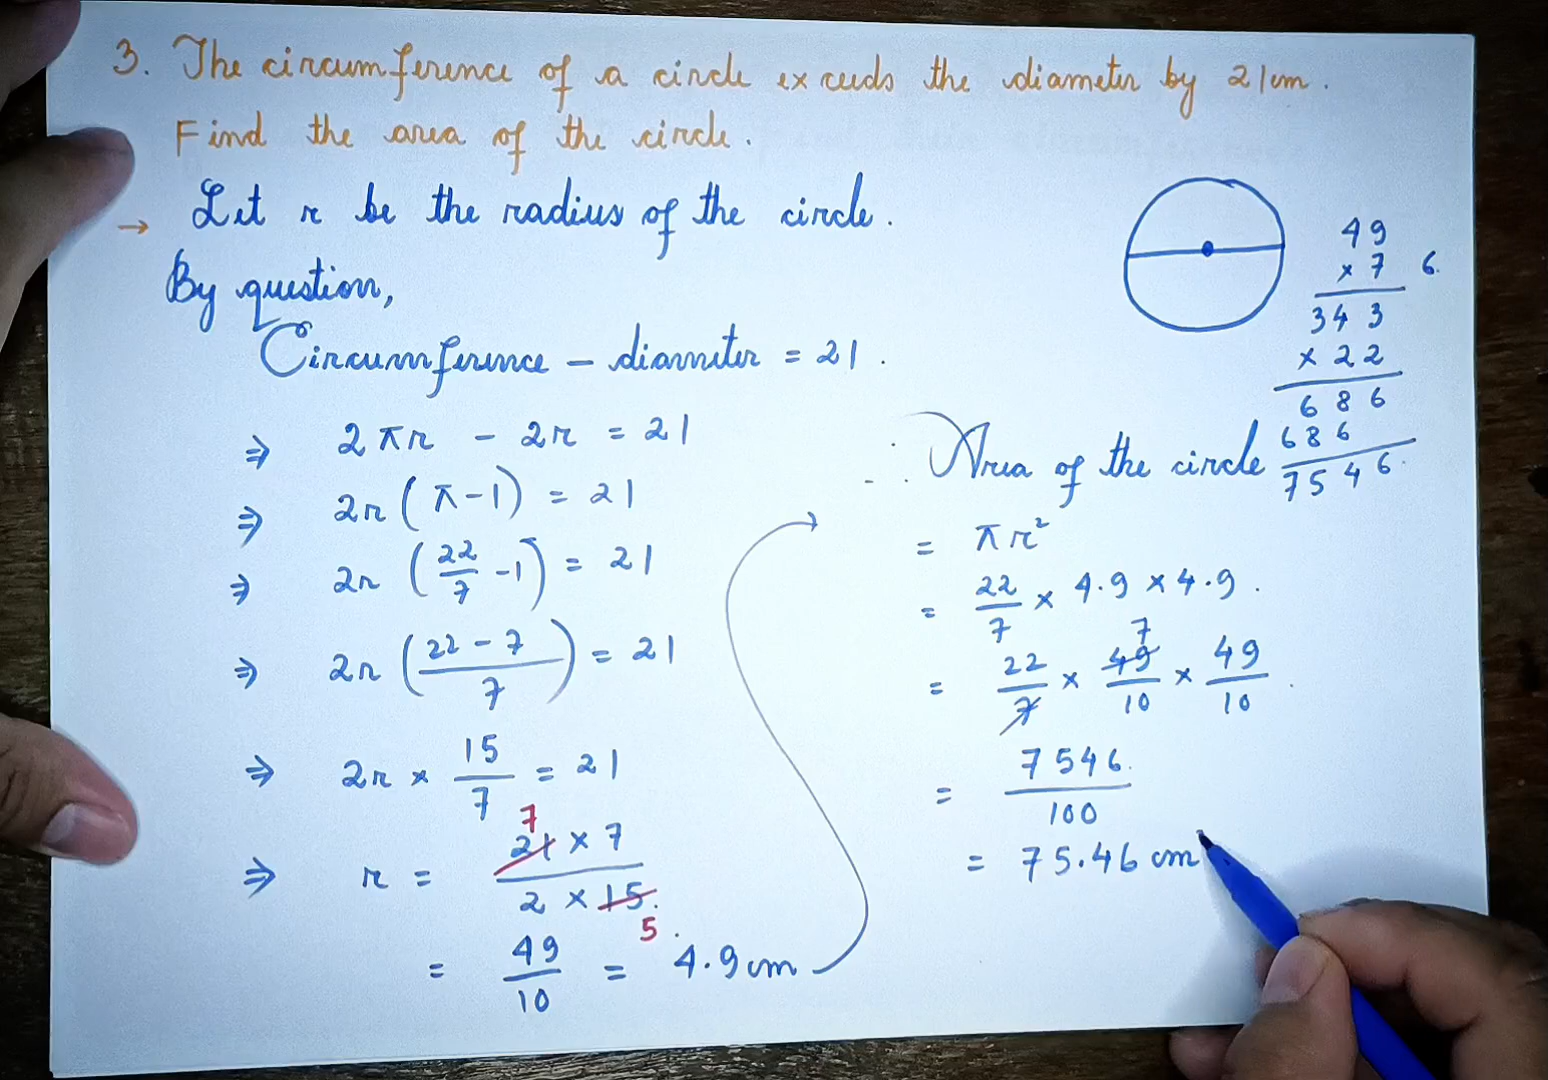 3. The circumference of a circle exceeds the diameter by 21cm.
Find the area of the circle.
→ Let r be the radius of the circle.
By question,
Circumference - diameter = 21.
⇒ 2πr - 2r = 21
⇒ 2r (π-1) = 21
⇒ 2r (22/7 -1) = 21
⇒ 2r ((22 - 7)/7) = 21
⇒ 2r × 15/7 = 21
7
⇒ r = (21 × 7)/(2 × 15)
5
= 49/10 = 4.9cm
49
× 7 6
343
× 22
686
686
7546
∴ Area of the circle
= πr²
= 22/7 × 4.9 × 4.9
7
= 22/7 × 49/10 × 49/10
= 7546/100
= 75.46 cm